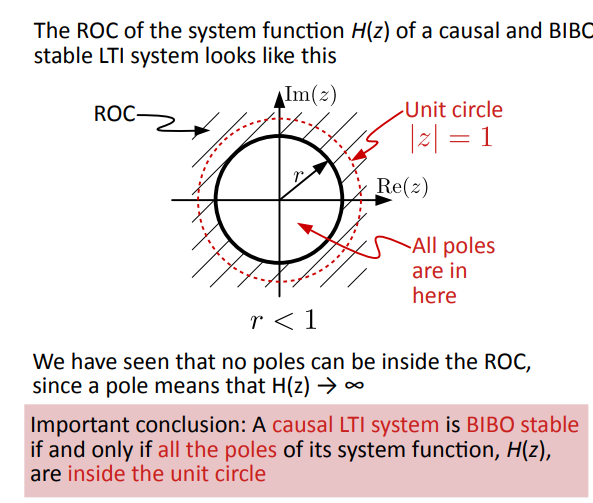 The ROC of the system function H(z) of a causal and BIBO
stable LTI system looks like this
Im(z)
ROC
Unit circle
|z| = 1
r
Re(z)
All poles
are in
here
r < 1
We have seen that no poles can be inside the ROC,
since a pole means that H(z) → ∞
Important conclusion: A causal LTI system is BIBO stable
if and only if all the poles of its system function, H(z),
are inside the unit circle